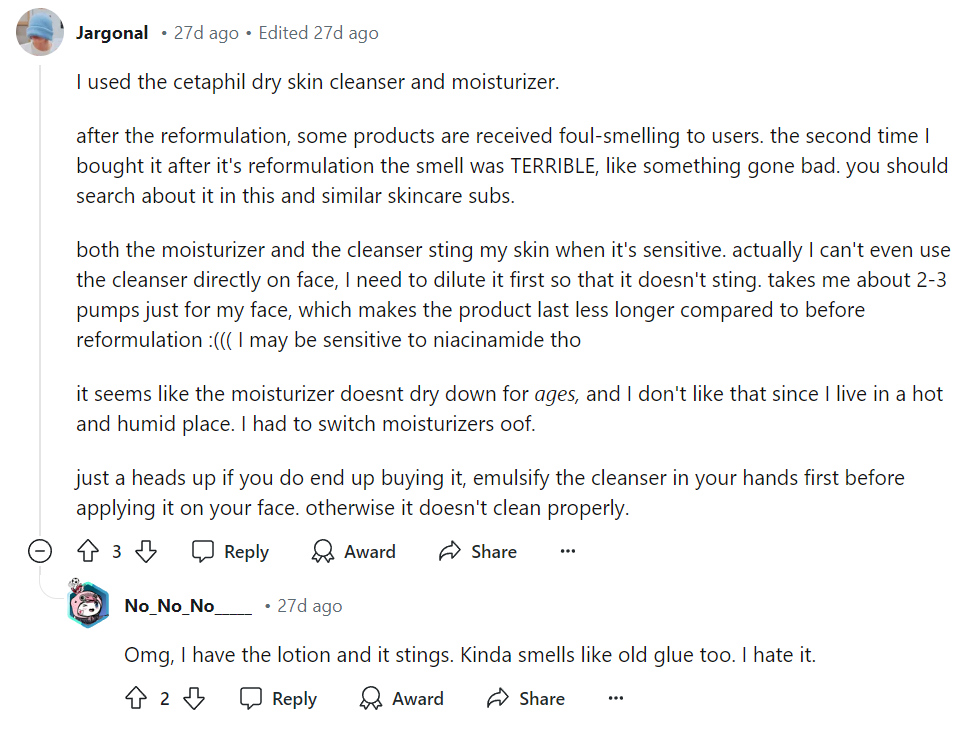 Jargonal • 27d ago • Edited 27d ago
I used the cetaphil dry skin cleanser and moisturizer.
after the reformulation, some products are received foul-smelling to users. the second time I
bought it after it's reformulation the smell was TERRIBLE, like something gone bad. you should
search about it in this and similar skincare subs.
both the moisturizer and the cleanser sting my skin when it's sensitive. actually I can't even use
the cleanser directly on face, I need to dilute it first so that it doesn't sting. takes me about 2-3
pumps just for my face, which makes the product last less longer compared to before
reformulation :((( I may be sensitive to niacinamide tho
it seems like the moisturizer doesnt dry down for ages, and I don't like that since I live in a hot
and humid place. I had to switch moisturizers oof.
just a heads up if you do end up buying it, emulsify the cleanser in your hands first before
applying it on your face. otherwise it doesn't clean properly.
3 Reply Award Share ...
No_No_No_____ • 27d ago
Omg, I have the lotion and it stings. Kinda smells like old glue too. I hate it.
2 Reply Award Share ...